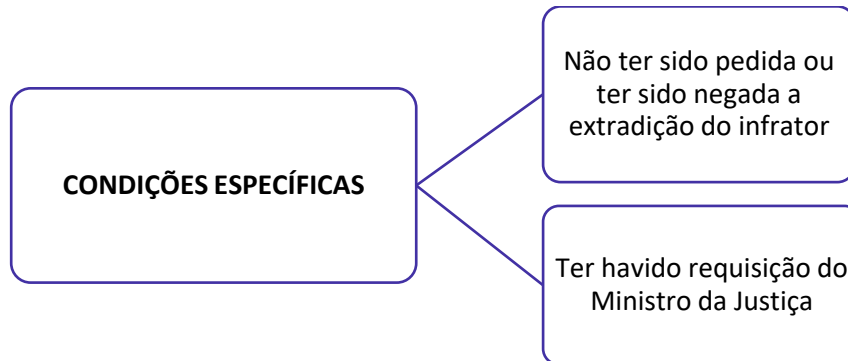 CONDIÇÕES ESPECÍFICAS
Não ter sido pedida ou
ter sido negada a
extradição do infrator
Ter havido requisição do
Ministro da Justiça